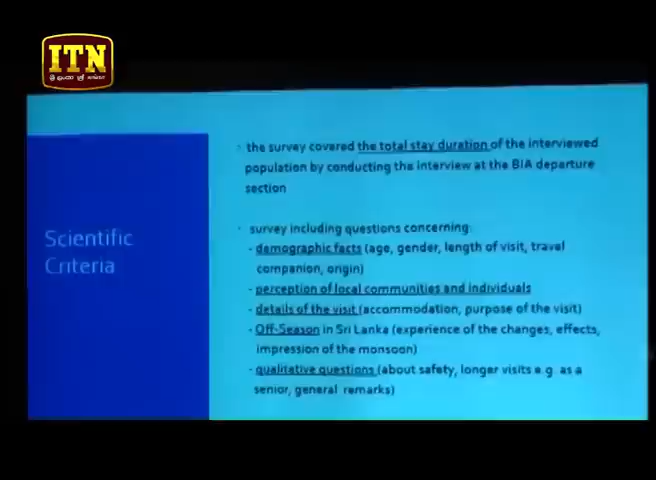 ITN
ශ්‍රී ලංකා ஸ்ரீ லங்கா
Scientific
Criteria
the survey covered the total stay duration of the interviewed
population by conducting the interview at the BIA departure
section
survey including questions concerning:
- demographic facts (age, gender, length of visit, travel
companion, origin)
- perception of local communities and individuals
- details of the visit (accommodation, purpose of the visit)
- Off-Season in Sri Lanka (experience of the changes, effects,
impression of the monsoon)
- qualitative questions (about safety, longer visits e.g. as a
senior, general remarks)